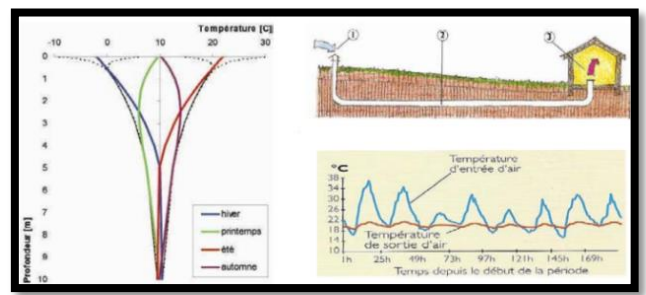 Température [C]
-10 0 10 20 30
0
1
2
3
4
5
6
7
8
9
10
Profondeur [m]
hiver
printemps
été
automne
① ② ③
°C
38
34
30
26
22
18
14
10
Température
d'entrée d'air
Température
de sortie d'air
1h 25h 49h 73h 97h 121h 145h 169h
Temps depuis le début de la période